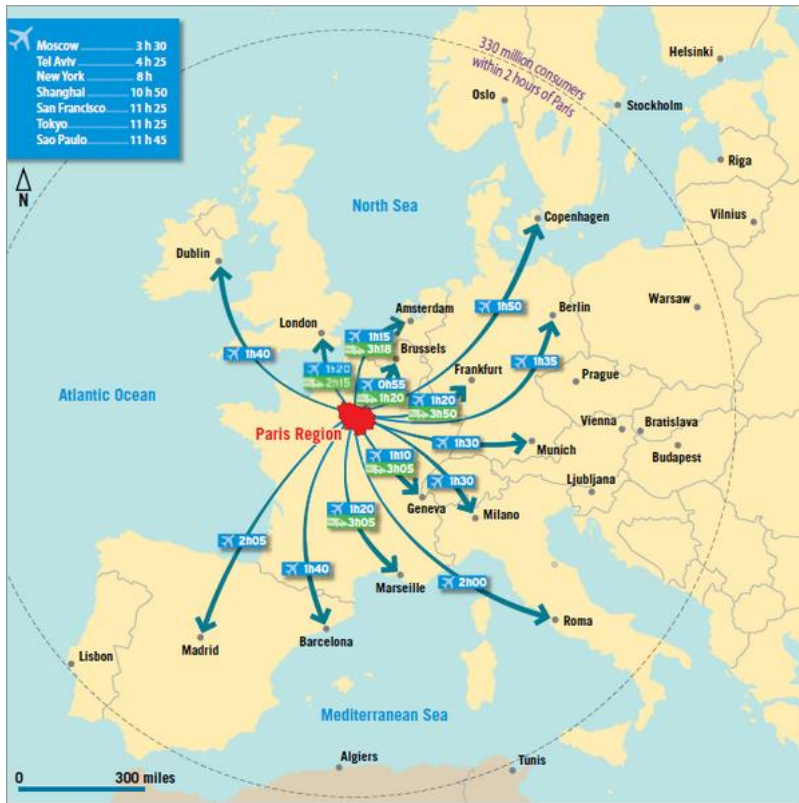 Moscow 3 h 30
Tel Aviv 4 h 25
New York 8 h
Shanghai 10 h 50
San Francisco 11 h 25
Tokyo 11 h 25
Sao Paulo 11 h 45
330 million consumers
within 2 hours of Paris
Helsinki
Oslo
Stockholm
N
Riga
North Sea
Copenhagen
Vilnius
Dublin
Amsterdam
Berlin
Warsaw
1h50
London
1h15
3h18
Brussels
1h40
1h35
1h20
2h15
0h55
1h20
Frankfurt
1h20
3h50
Prague
Atlantic Ocean
Paris Region
Vienna
Bratislava
1h30
Munich
Budapest
1h10
3h05
1h30
Ljubljana
Geneva
Milano
1h20
3h05
2h05
1h40
Marseille
2h00
Roma
Madrid
Barcelona
Lisbon
Mediterranean Sea
Algiers
Tunis
0 300 miles